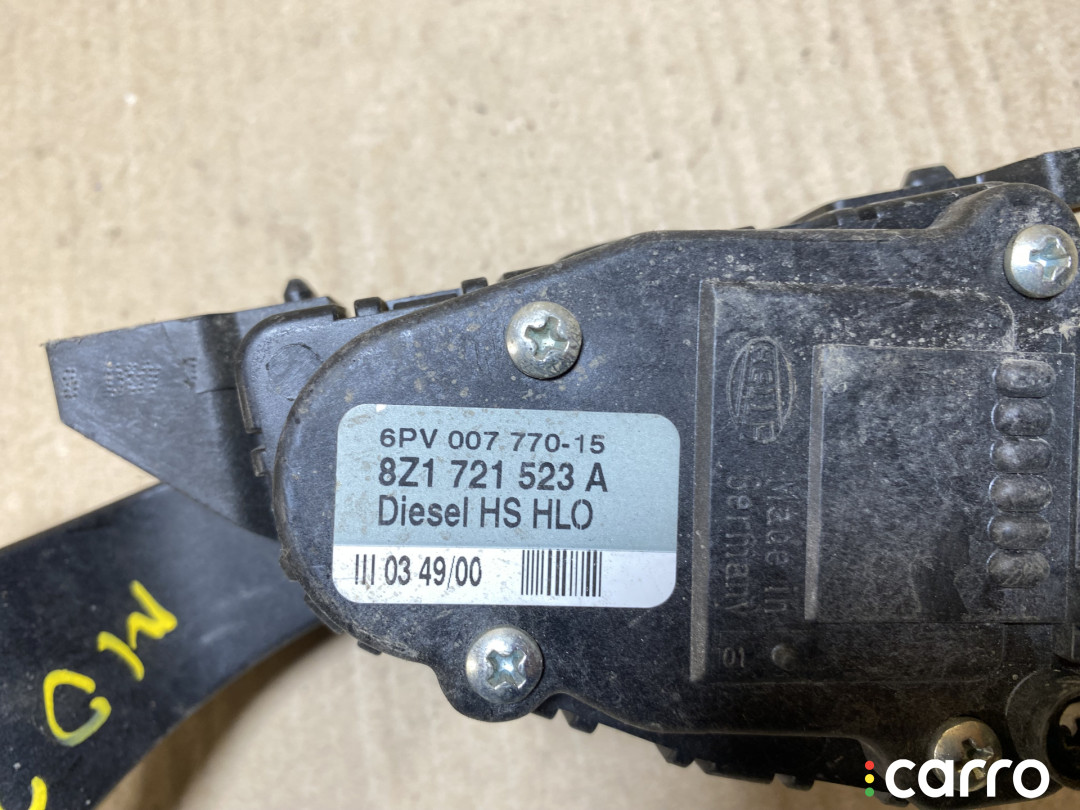 6PV 007 770-15
8Z1 721 523 A
Diesel HS HLO
III 03 49/00
HELLA
Made in
Germany
01
carro